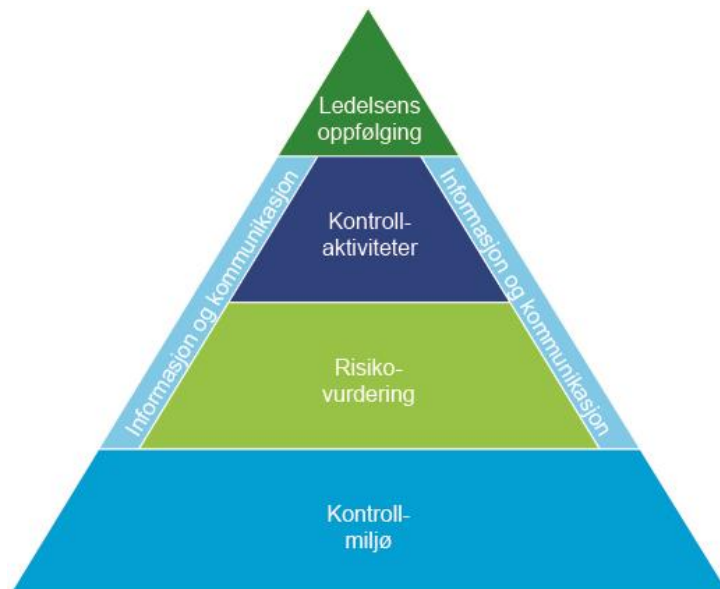 Ledelsens
oppfølging
Informasjon og kommunikasjon
Informasjon og kommunikasjon
Kontroll-
aktiviteter
Risiko-
vurdering
Kontroll-
miljø